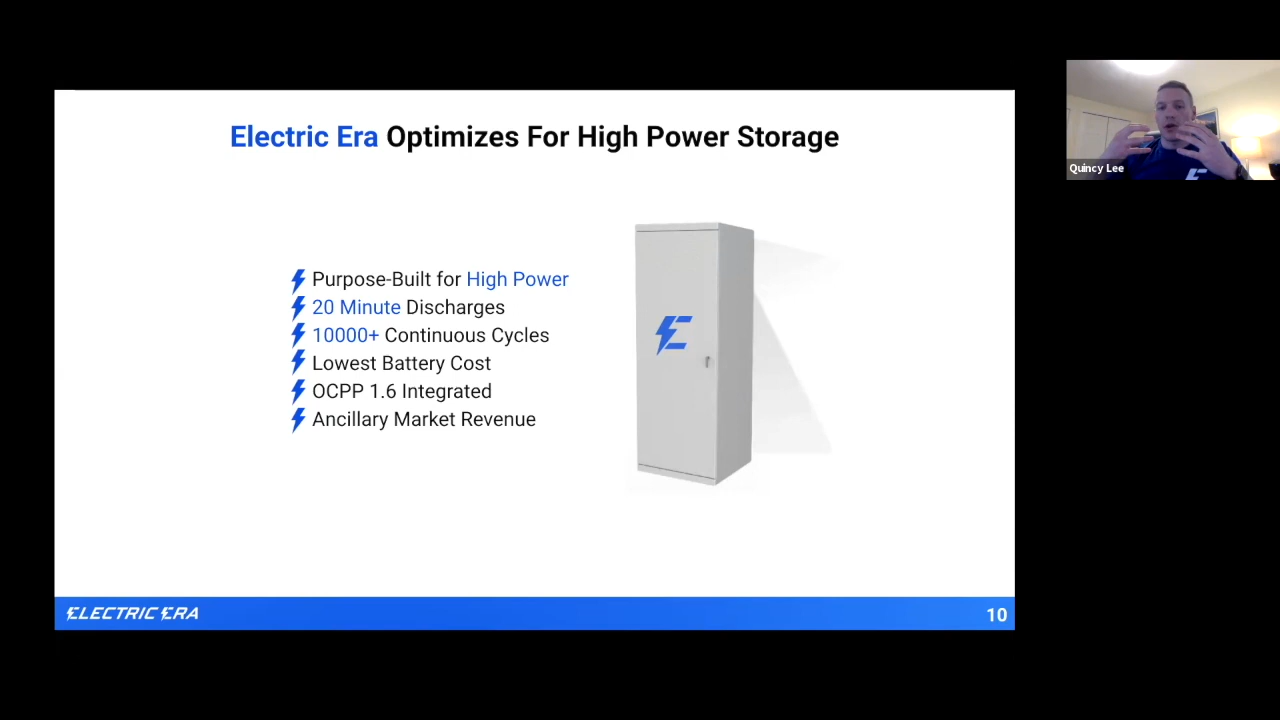 Electric Era Optimizes For High Power Storage
Quincy Lee
Purpose-Built for High Power
20 Minute Discharges
10000+ Continuous Cycles
Lowest Battery Cost
OCPP 1.6 Integrated
Ancillary Market Revenue
ELECTRIC ERA
10